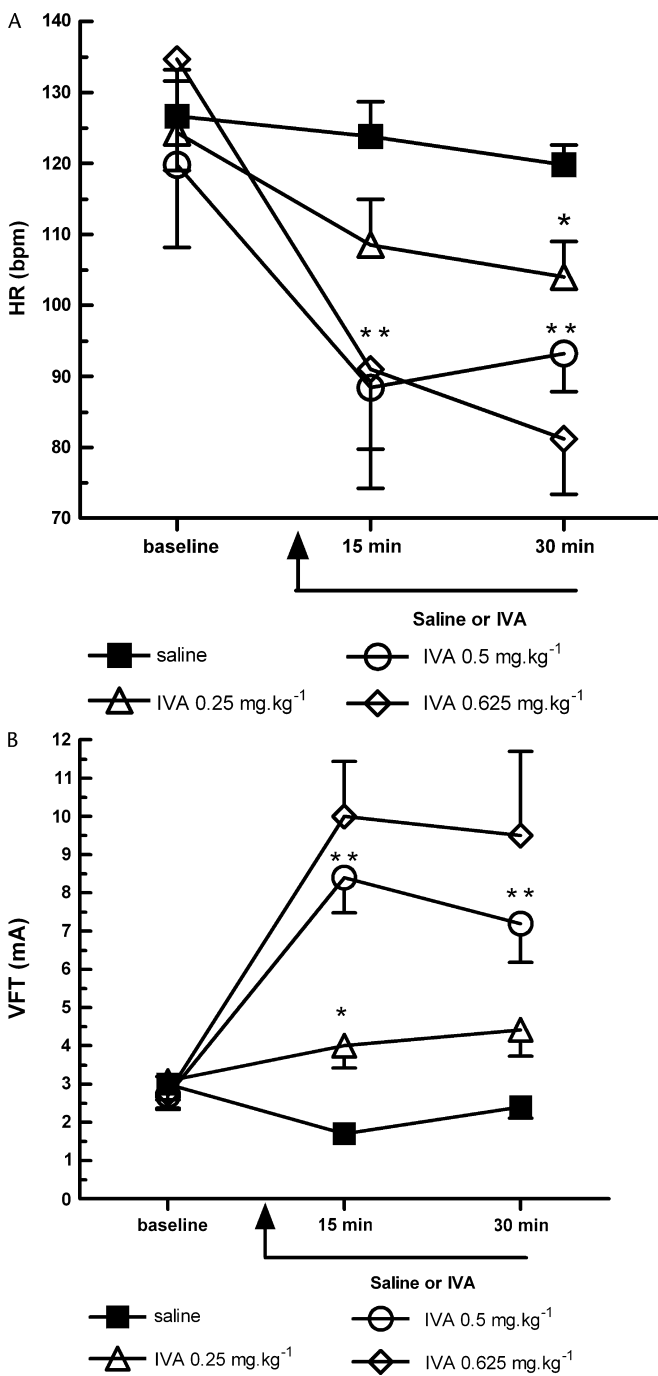 A
140
130
120
110
100
90
80
70
HR (bpm)
*
**
**
baseline 15 min 30 min
Saline or IVA
saline IVA 0.5 mg.kg⁻¹
IVA 0.25 mg.kg⁻¹ IVA 0.625 mg.kg⁻¹
B
12
11
10
9
8
7
6
5
4
3
2
1
0
VFT (mA)
**
**
*
baseline 15 min 30 min
Saline or IVA
saline IVA 0.5 mg.kg⁻¹
IVA 0.25 mg.kg⁻¹ IVA 0.625 mg.kg⁻¹